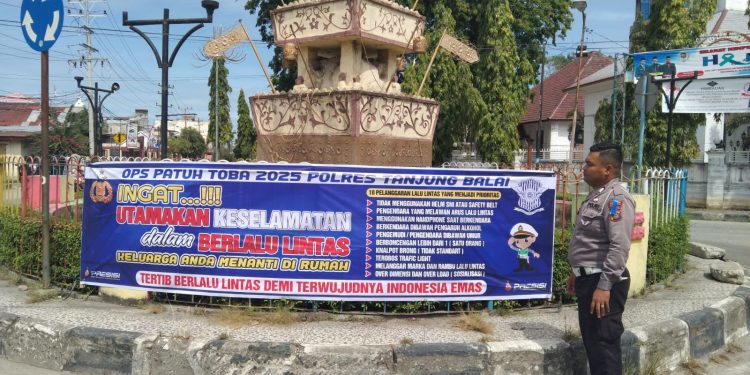 OPS PATUH TOBA 2025 POLRES TANJUNG BALAI
INGAT...!!!
UTAMAKAN KESELAMATAN
dalam BERLALU LINTAS
KELUARGA ANDA MENANTI DI RUMAH
10 PELANGGARAN LALU LINTAS YANG MENJADI PRIORITAS
TIDAK MENGGUNAKAN HELM SNI ATAU SAFETY BELT
PENGENDARA YANG MELAWAN ARUS LALU LINTAS
MENGGUNAKAN HANDPHONE SAAT BERKENDARA
BERKENDARA DIBAWAH PENGARUH ALKOHOL
PENGEMUDI / PENGENDARA DIBAWAH UMUR
BERBONCENGAN LEBIH DARI 1 ( SATU ORANG )
KNALPOT BRONG ( TIDAK STANDART )
TEROBOS TRAFIC LIGHT
MELANGGAR MARKA DAN RAMBU LALU LINTAS
OVER DIMENSI DAN OVER LOAD
PRESISI
TERTIB BERLALU LINTAS DEMI TERWUJUDNYA INDONESIA EMAS
PRESISI